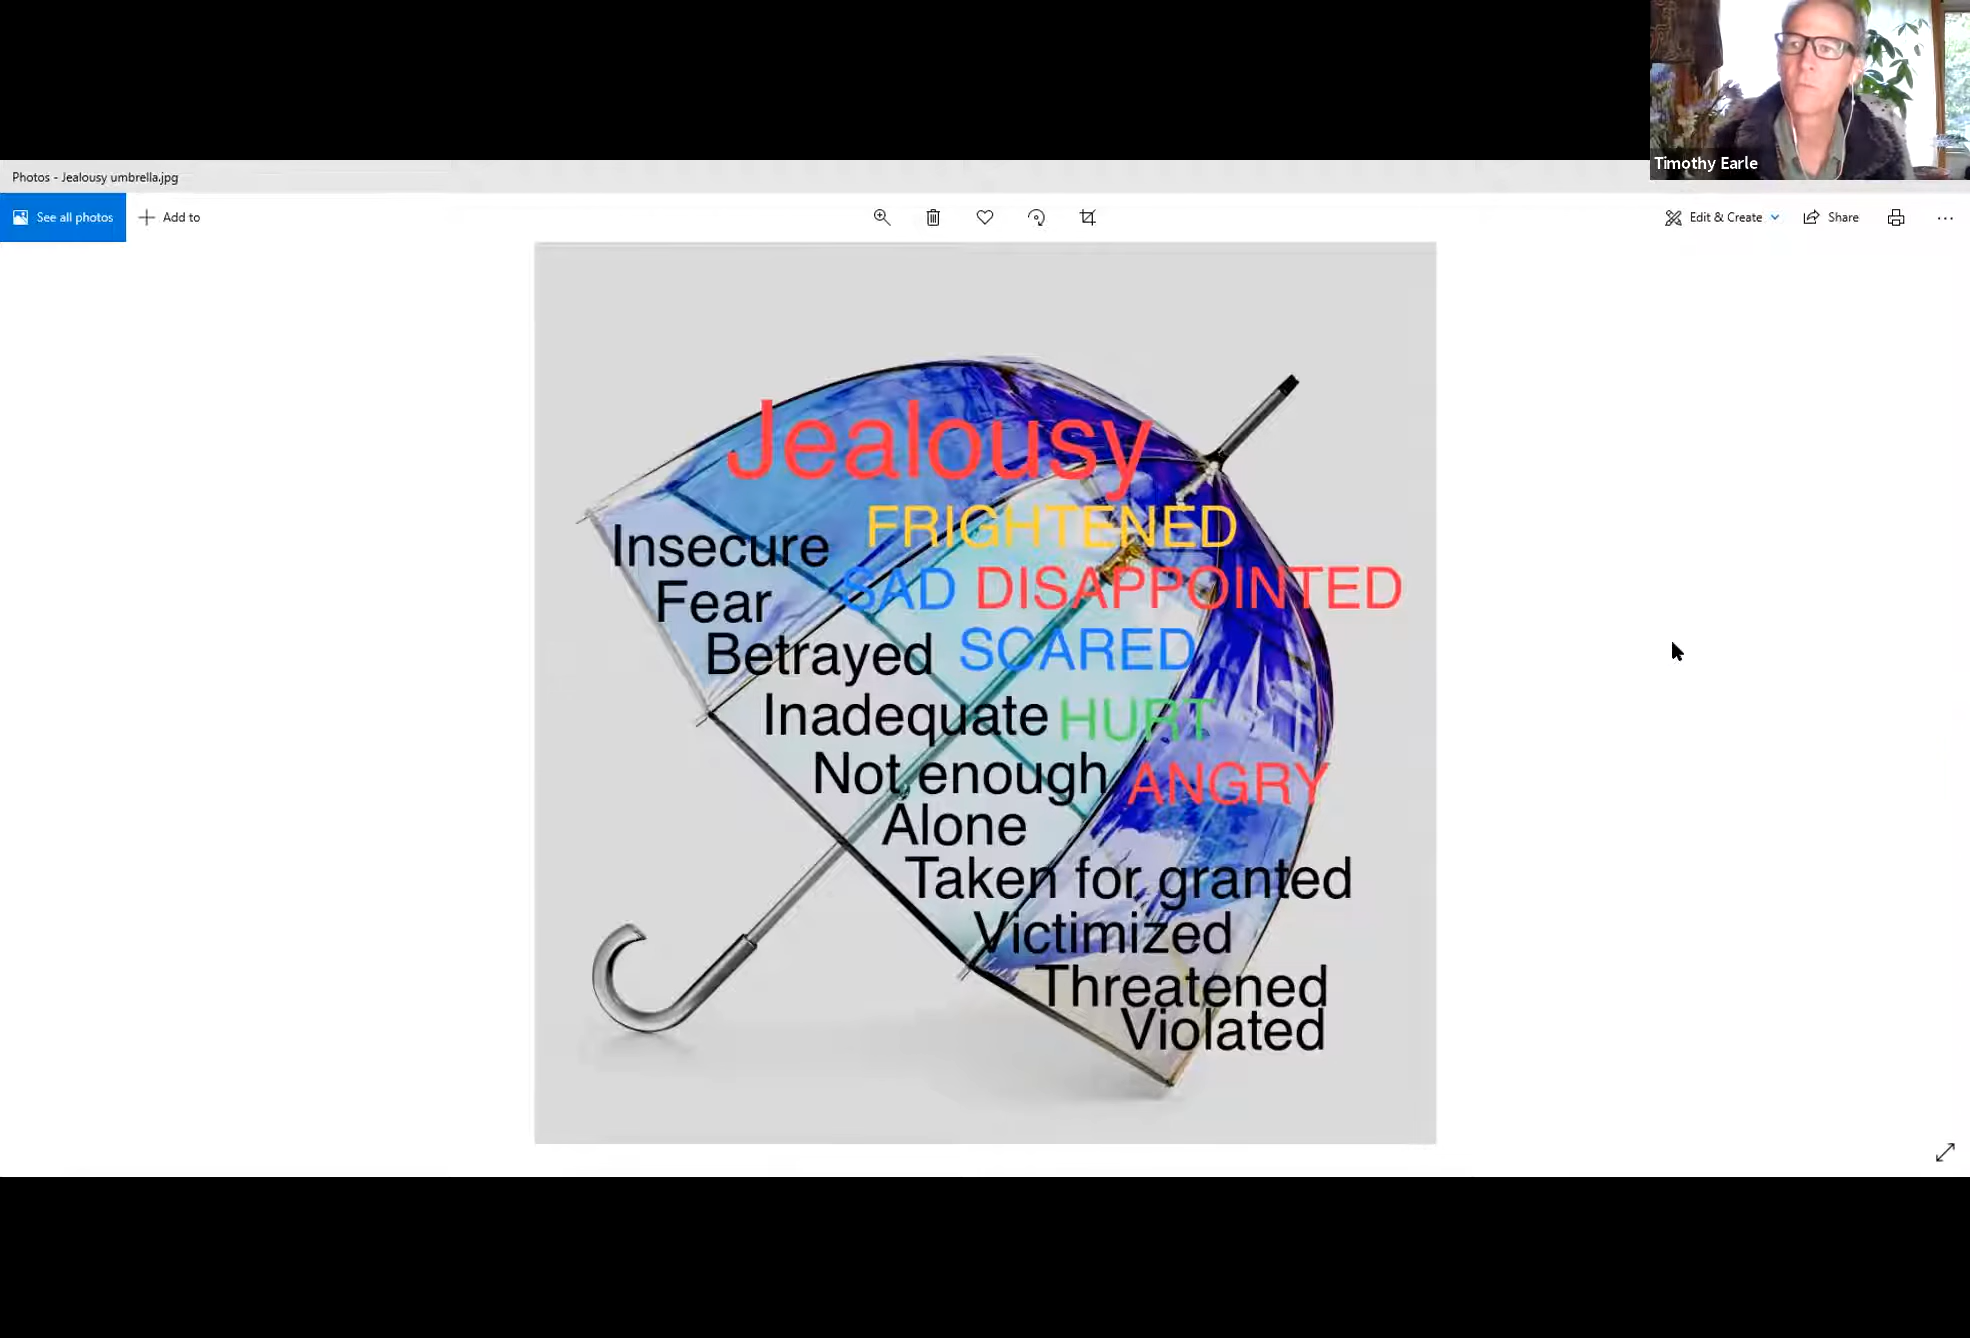 Timothy Earle
Photos - Jealousy umbrella.jpg
See all photos
Add to
Edit & Create
Share
Jealousy
FRIGHTENED
Insecure
SAD DISAPPOINTED
Fear
Betrayed SCARED
Inadequate HURT
Not enough ANGRY
Alone
Taken for granted
Victimized
Threatened
Violated